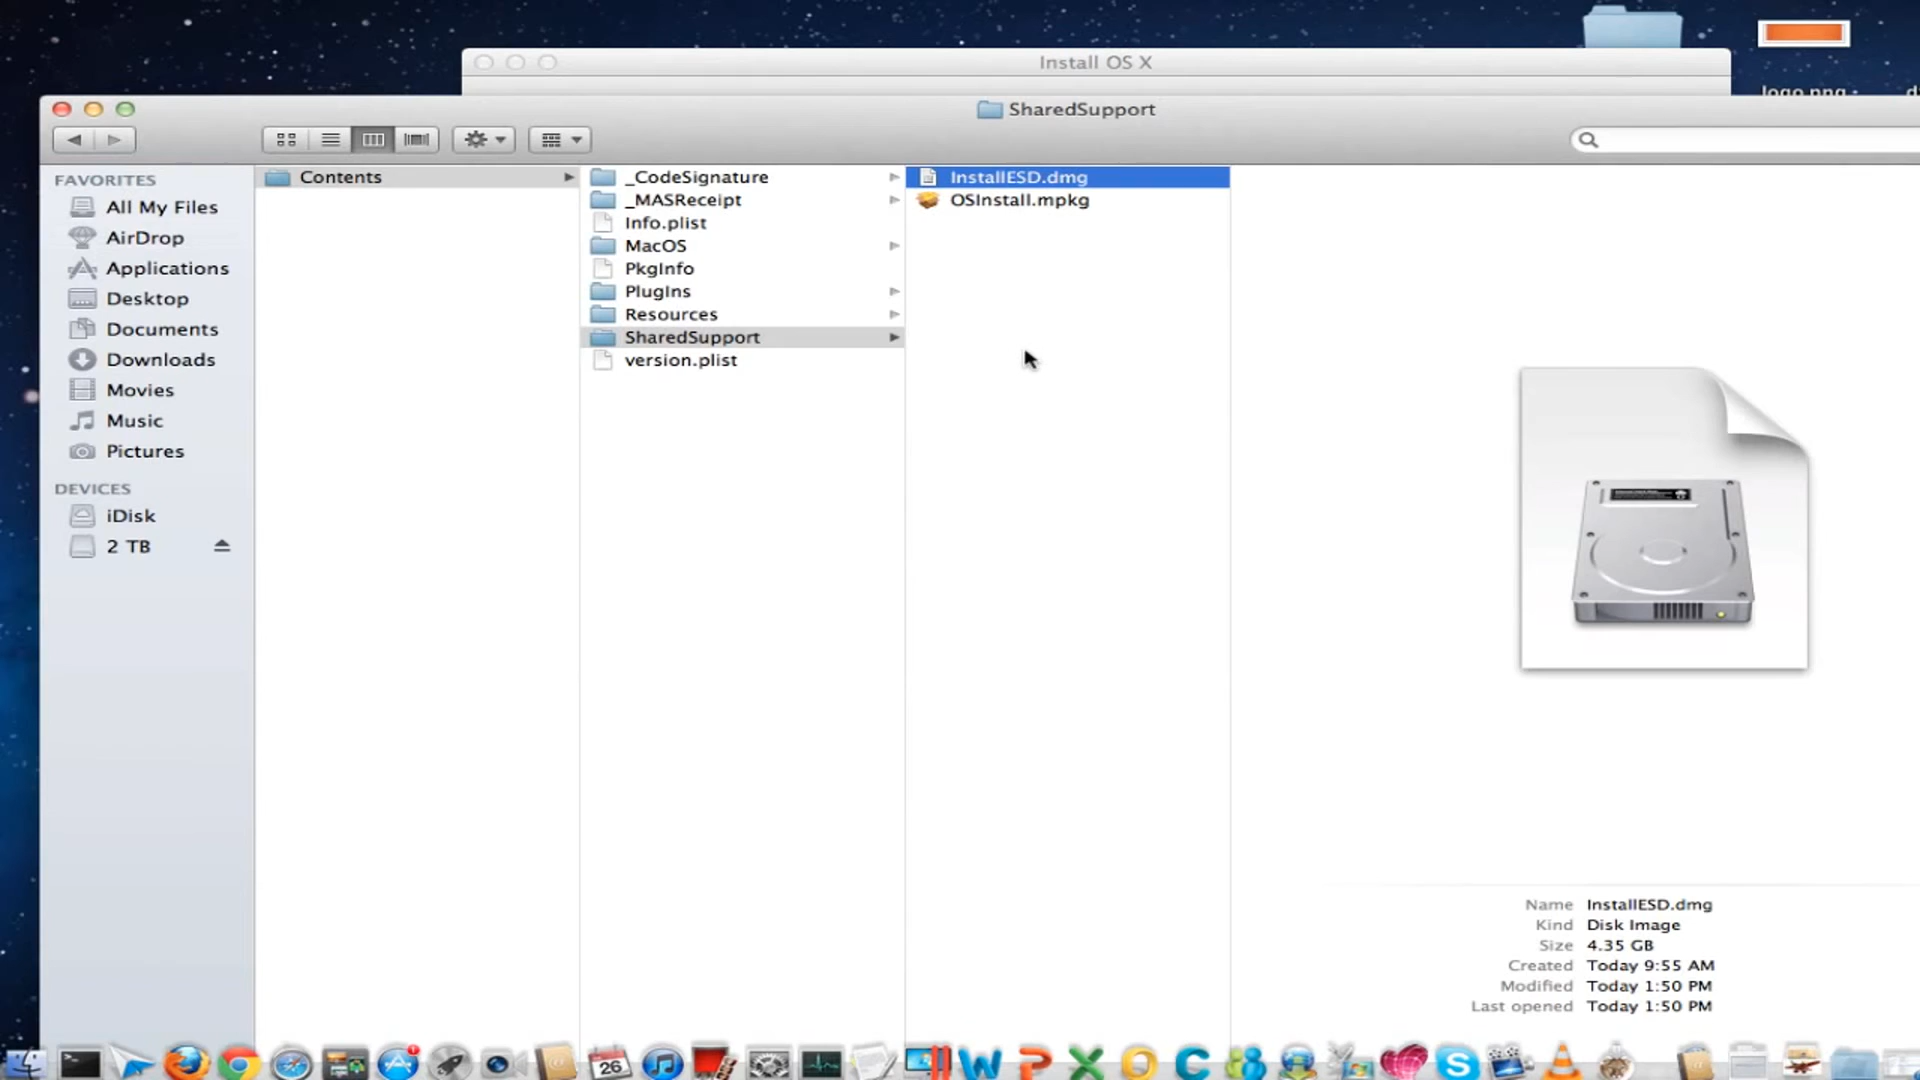 Install OS X
logo.png
SharedSupport
FAVORITES
All My Files
AirDrop
Applications
Desktop
Documents
Downloads
Movies
Music
Pictures
DEVICES
iDisk
2 TB
Contents
_CodeSignature
_MASReceipt
Info.plist
MacOS
PkgInfo
PlugIns
Resources
SharedSupport
version.plist
InstallESD.dmg
OSInstall.mpkg
Name InstallESD.dmg
Kind Disk Image
Size 4.35 GB
Created Today 9:55 AM
Modified Today 1:50 PM
Last opened Today 1:50 PM
26